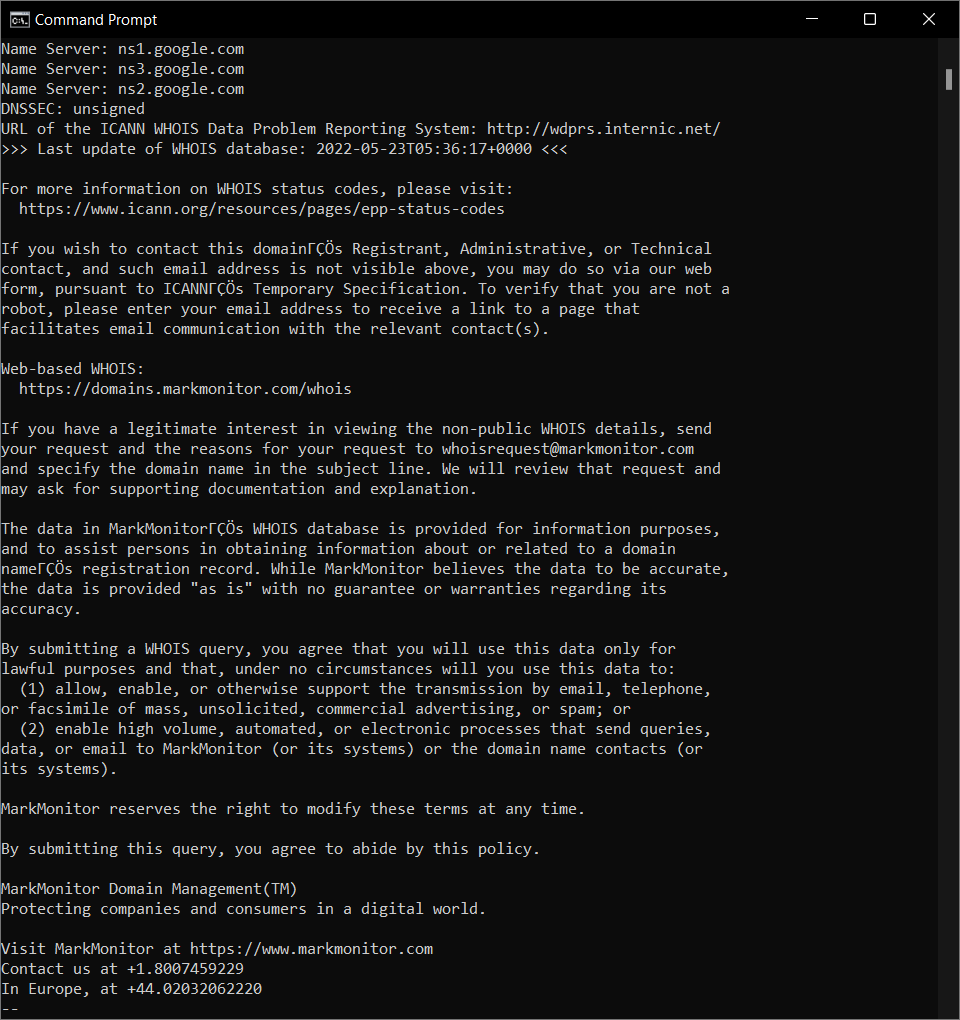 Command Prompt
Name Server: ns1.google.com
Name Server: ns3.google.com
Name Server: ns2.google.com
DNSSEC: unsigned
URL of the ICANN WHOIS Data Problem Reporting System: http://wdprs.internic.net/
>>> Last update of WHOIS database: 2022-05-23T05:36:17+0000 <<<
For more information on WHOIS status codes, please visit:
https://www.icann.org/resources/pages/epp-status-codes
If you wish to contact this domainΓÇÖs Registrant, Administrative, or Technical
contact, and such email address is not visible above, you may do so via our web
form, pursuant to ICANNΓÇÖs Temporary Specification. To verify that you are not a
robot, please enter your email address to receive a link to a page that
facilitates email communication with the relevant contact(s).
Web-based WHOIS:
https://domains.markmonitor.com/whois
If you have a legitimate interest in viewing the non-public WHOIS details, send
your request and the reasons for your request to whoisrequest@markmonitor.com
and specify the domain name in the subject line. We will review that request and
may ask for supporting documentation and explanation.
The data in MarkMonitorΓÇÖs WHOIS database is provided for information purposes,
and to assist persons in obtaining information about or related to a domain
nameΓÇÖs registration record. While MarkMonitor believes the data to be accurate,
the data is provided "as is" with no guarantee or warranties regarding its
accuracy.
By submitting a WHOIS query, you agree that you will use this data only for
lawful purposes and that, under no circumstances will you use this data to:
(1) allow, enable, or otherwise support the transmission by email, telephone,
or facsimile of mass, unsolicited, commercial advertising, or spam; or
(2) enable high volume, automated, or electronic processes that send queries,
data, or email to MarkMonitor (or its systems) or the domain name contacts (or
its systems).
MarkMonitor reserves the right to modify these terms at any time.
By submitting this query, you agree to abide by this policy.
MarkMonitor Domain Management(TM)
Protecting companies and consumers in a digital world.
Visit MarkMonitor at https://www.markmonitor.com
Contact us at +1.8007459229
In Europe, at +44.02032062220
--